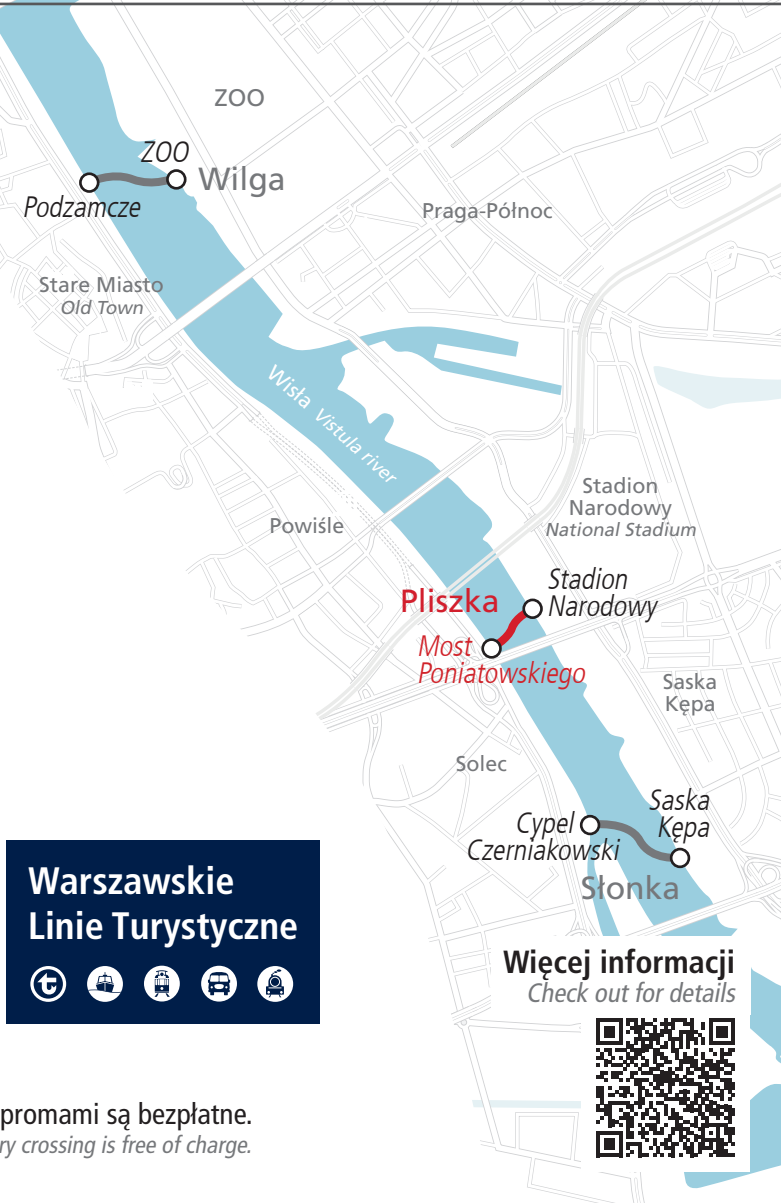 ZOO
ZOO
Wilga
Podzamcze
Praga-Północ
Stare Miasto
Old Town
Wisła Vistula river
Stadion
Narodowy
National Stadium
Powiśle
Stadion
Narodowy
Pliszka
Most
Poniatowskiego
Saska
Kępa
Solec
Saska
Kępa
Cypel
Czerniakowski
Słonka
Warszawskie
Linie Turystyczne
Więcej informacji
Check out for details
promami są bezpłatne.
ry crossing is free of charge.